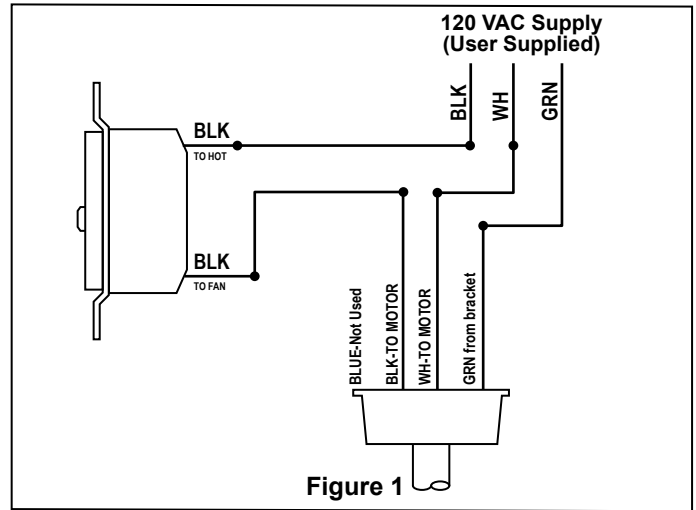 120 VAC Supply
(User Supplied)
BLK
WH
GRN
BLK
TO HOT
BLK
TO FAN
BLUE-Not Used
BLK-TO MOTOR
WH-TO MOTOR
GRN from bracket
Figure 1